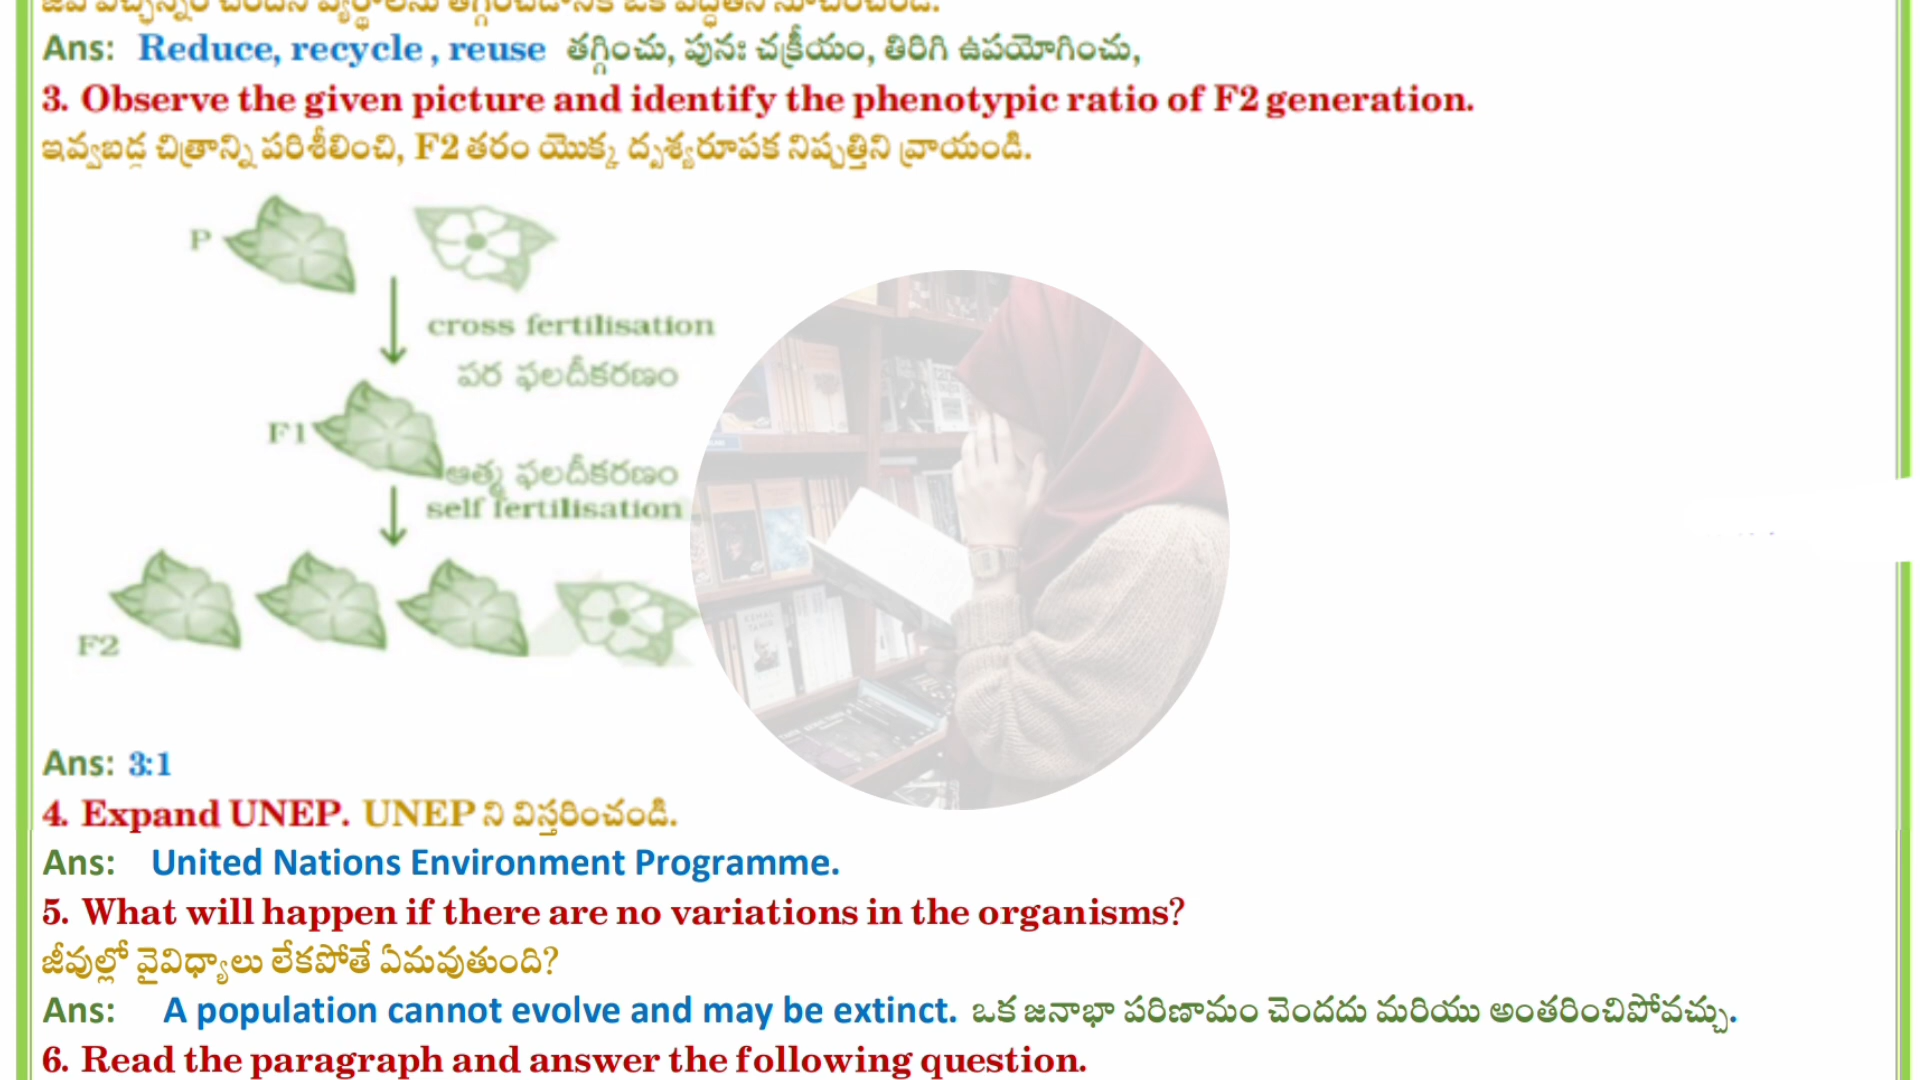 Ans: Reduce, recycle , reuse తగ్గించు, పునః చక్రీయం, తిరిగి ఉపయోగించు,
3. Observe the given picture and identify the phenotypic ratio of F2 generation.
ఇవ్వబడ్డ చిత్రాన్ని పరిశీలించి, F2 తరం యొక్క దృశ్యరూపక నిష్పత్తిని వ్రాయండి.
P
cross fertilisation
పర ఫలదీకరణం
F1
ఆత్మ ఫలదీకరణం
self fertilisation
F2
Ans: 3:1
4. Expand UNEP. UNEP ని విస్తరించండి.
Ans: United Nations Environment Programme.
5. What will happen if there are no variations in the organisms?
జీవుల్లో వైవిధ్యాలు లేకపోతే ఏమవుతుంది?
Ans: A population cannot evolve and may be extinct. ఒక జనాభా పరిణామం చెందదు మరియు అంతరించిపోవచ్చు.
6. Read the paragraph and answer the following question.